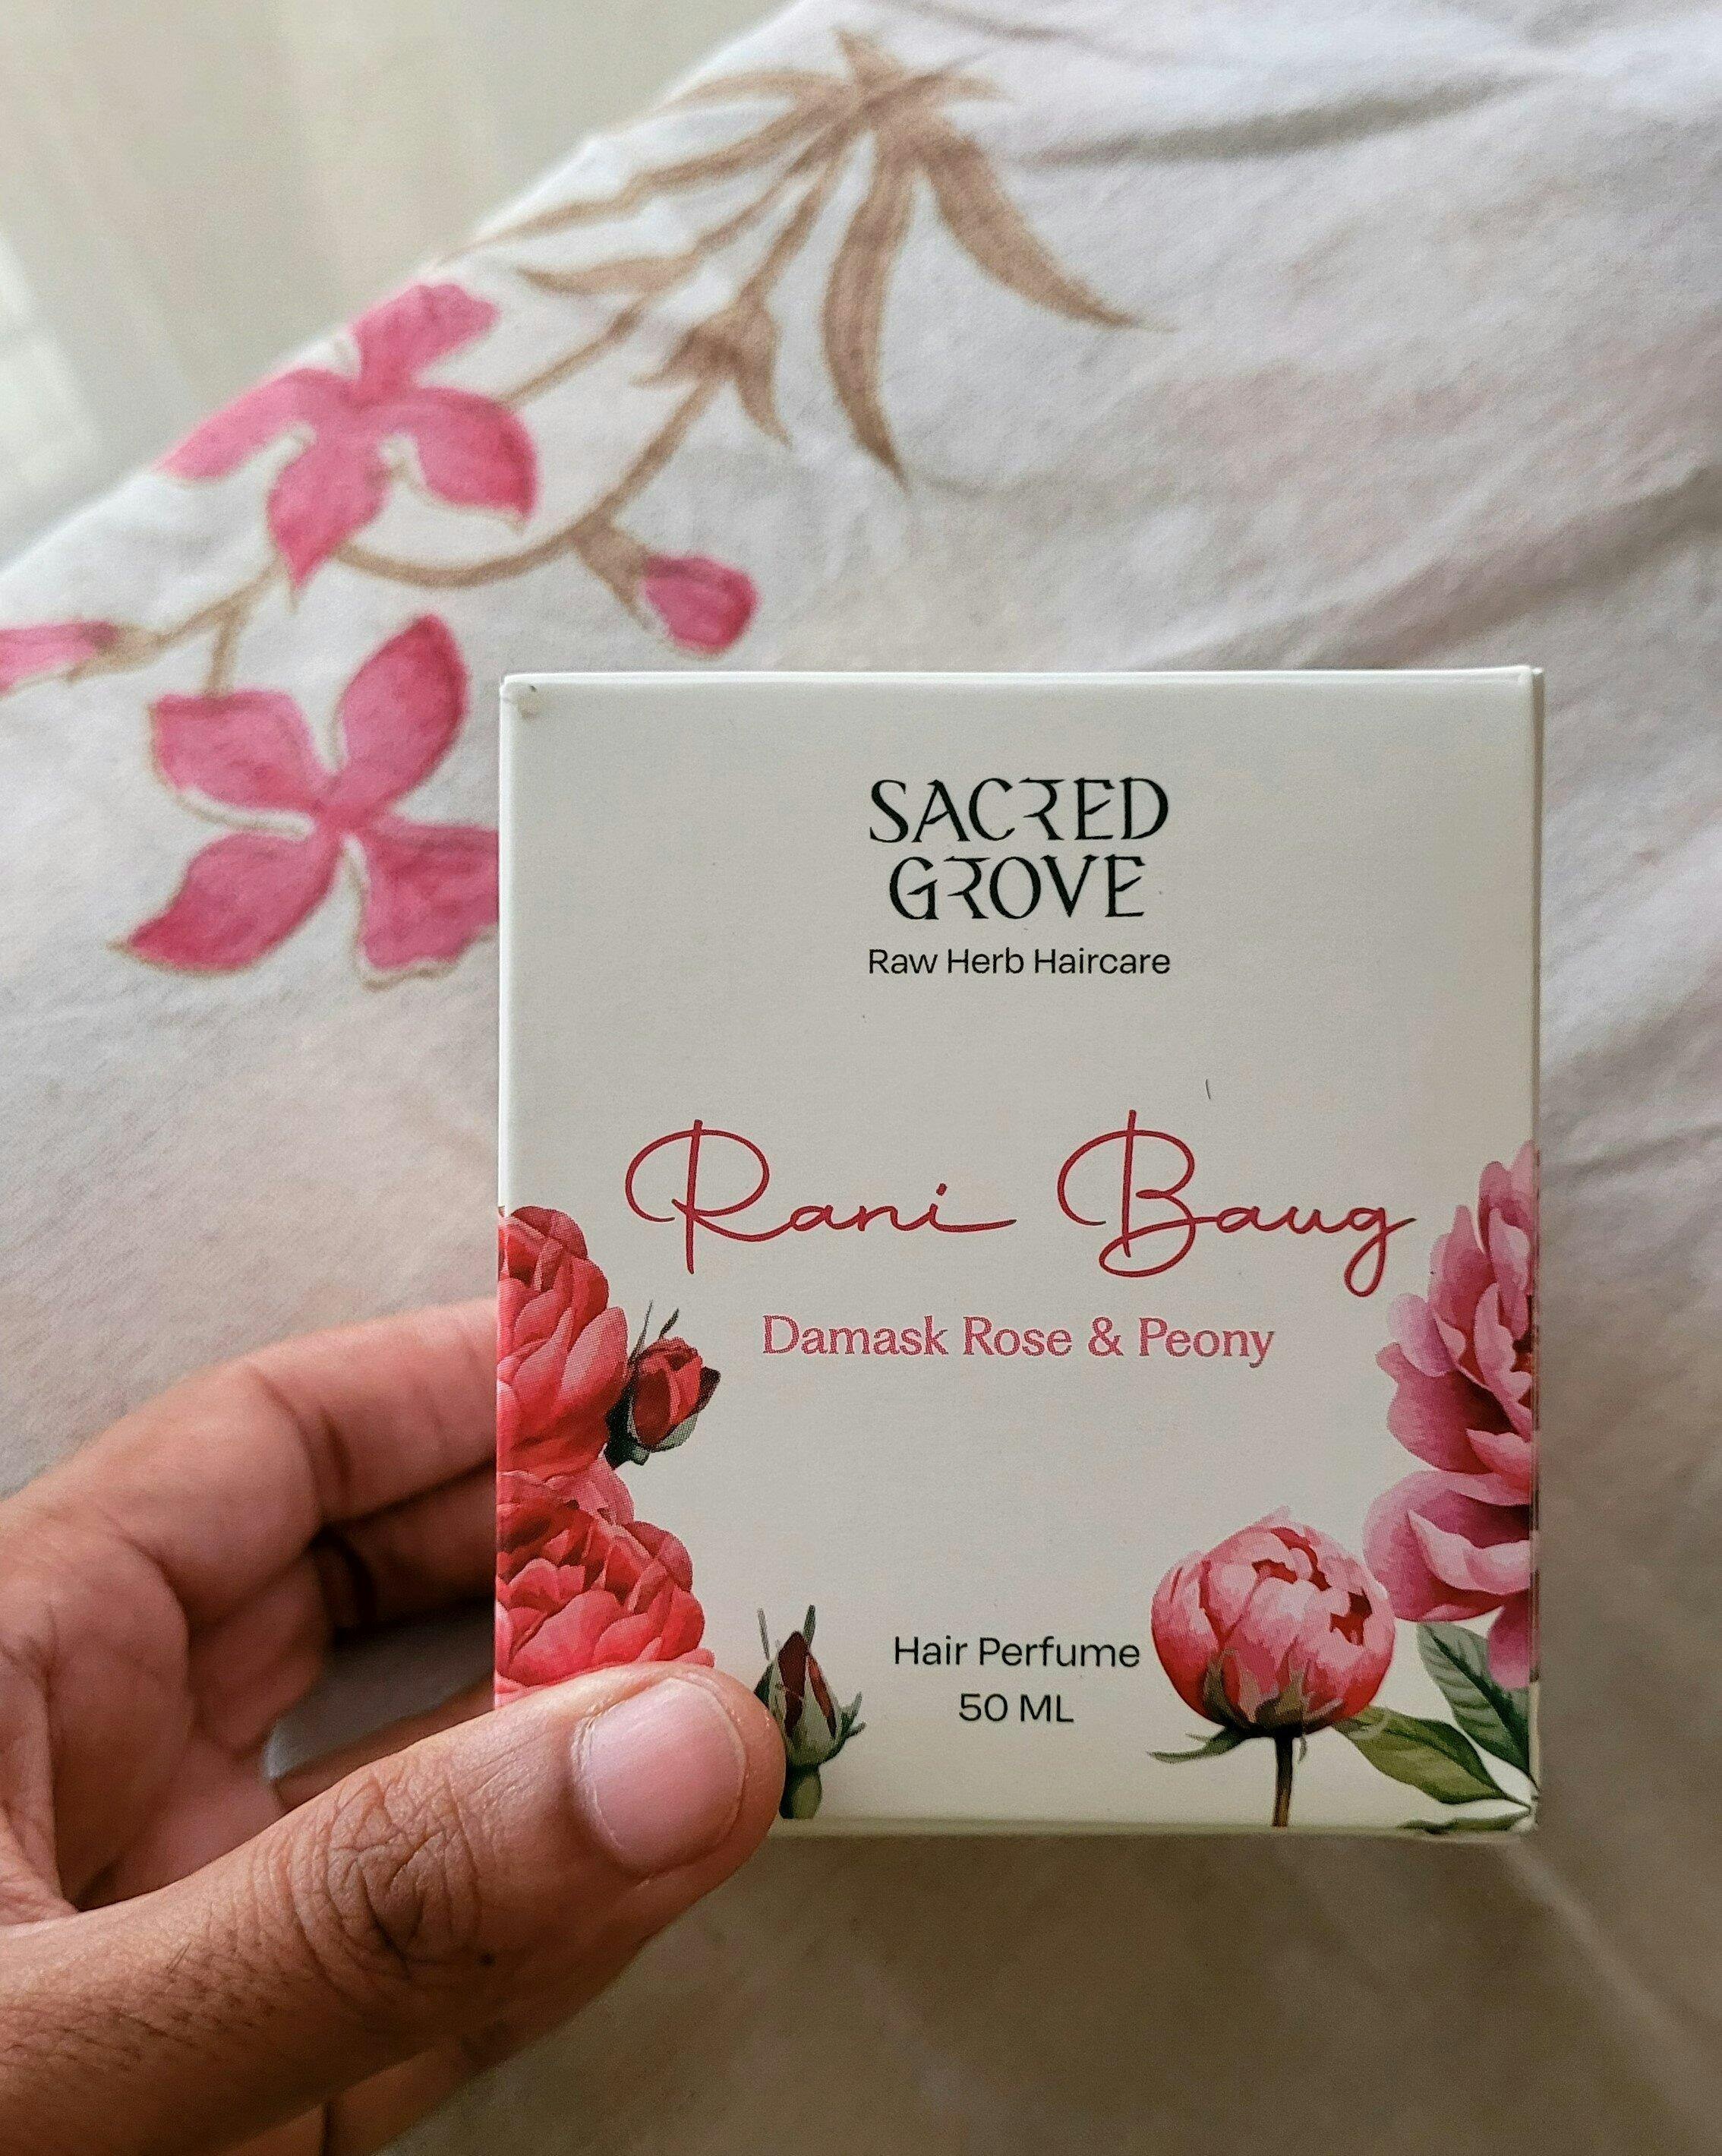 SACRED
GROVE
Raw Herb Haircare
Rani Baug
Damask Rose & Peony
Hair Perfume
50 ML